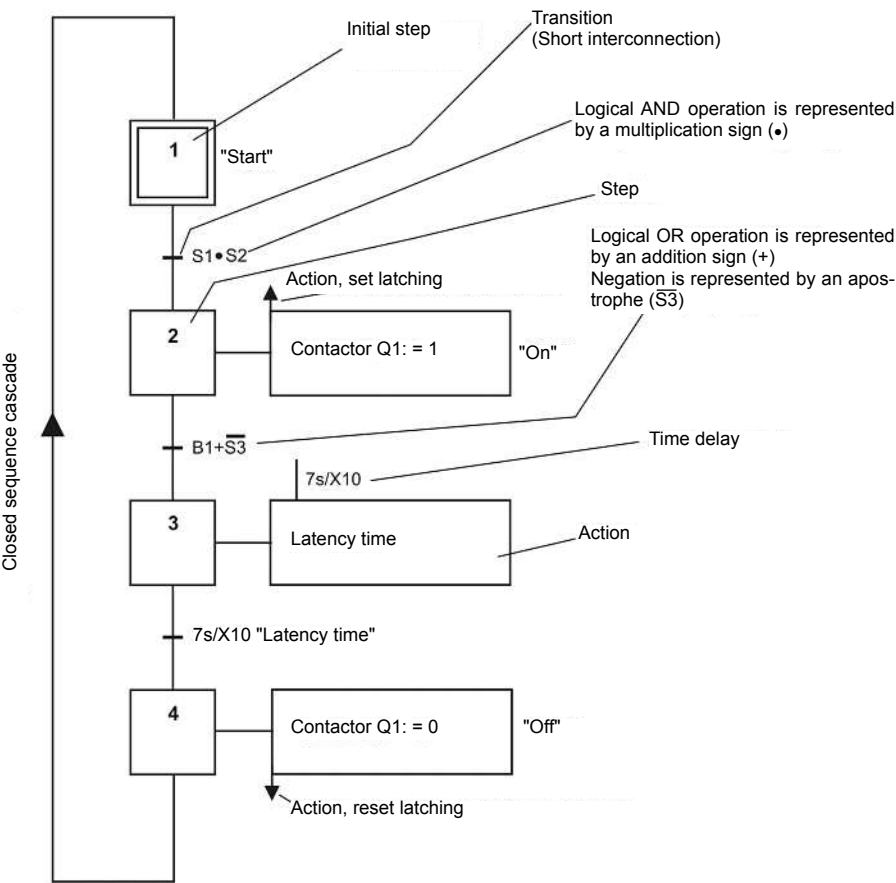 Initial step
Transition
(Short interconnection)
Logical AND operation is represented
by a multiplication sign (•)
1
"Start"
Step
S1•S2
Logical OR operation is represented
by an addition sign (+)
Negation is represented by an apos-
trophe (S̅3̅)
Action, set latching
2
Contactor Q1: = 1
"On"
Closed sequence cascade
B1+S̅3̅
Time delay
7s/X10
3
Latency time
Action
7s/X10 "Latency time"
4
Contactor Q1: = 0
"Off"
Action, reset latching